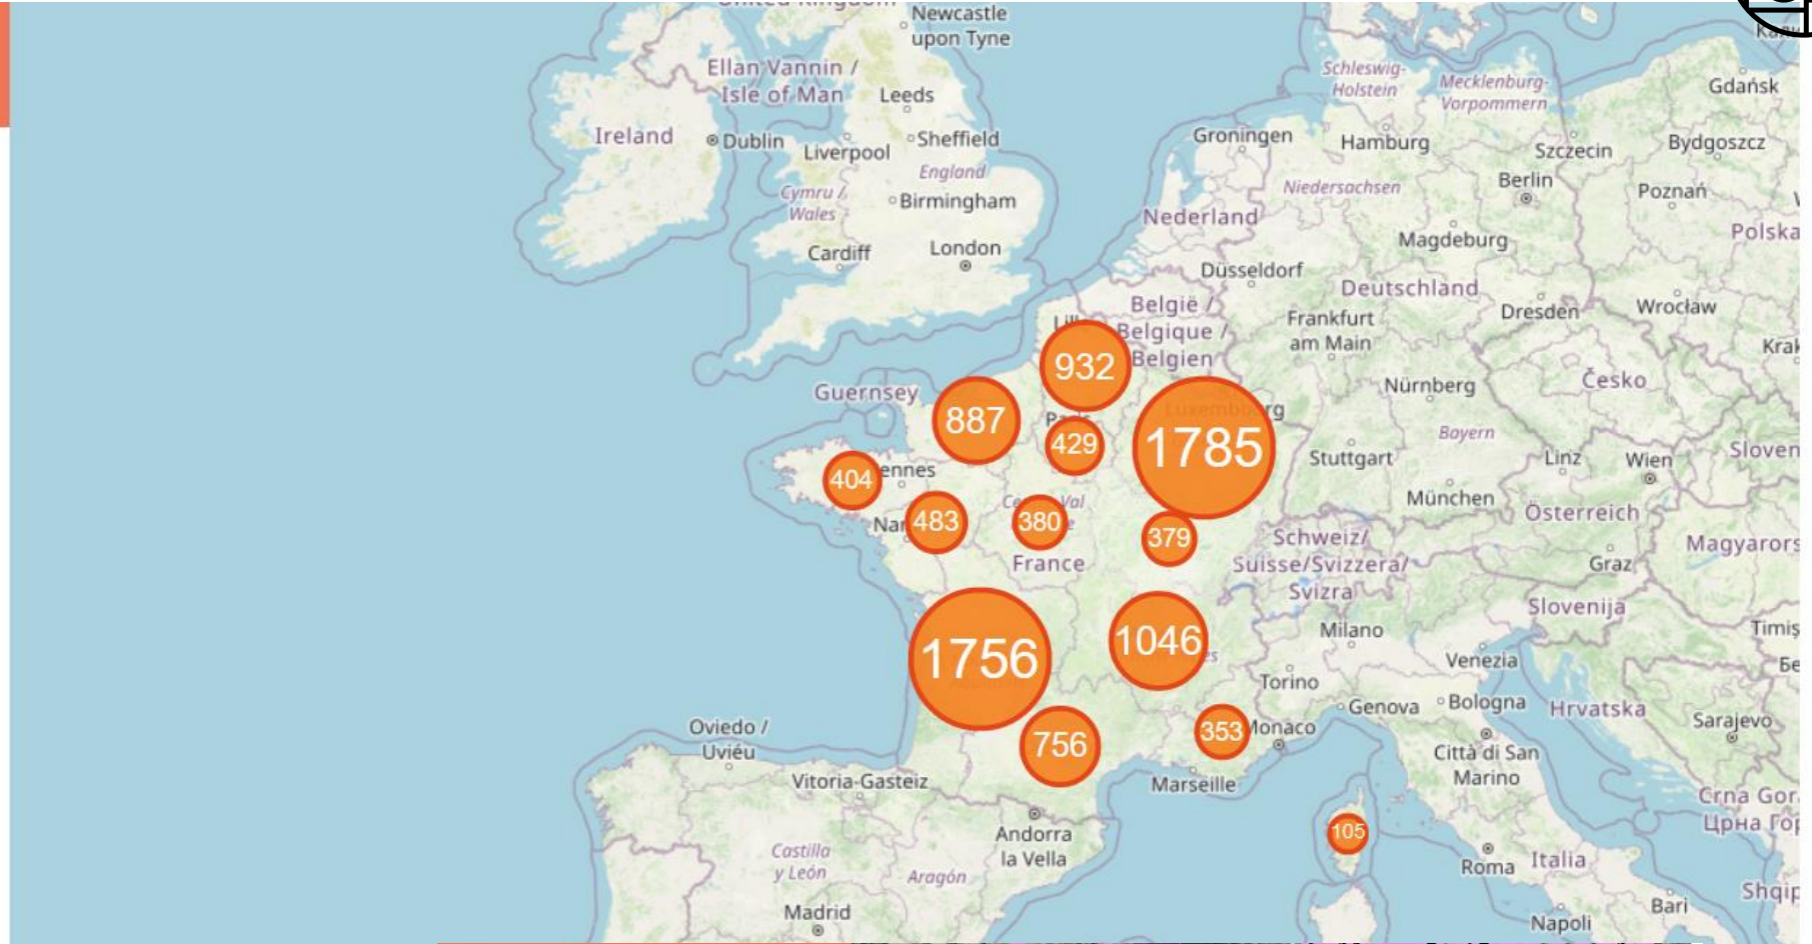 Newcastle
upon Tyne
Ellan Vannin /
Isle of Man
Leeds
Schleswig-
Holstein
Mecklenburg-
Vorpommern
Gdańsk
Ireland
Dublin
Liverpool
Sheffield
Groningen
Hamburg
Szczecin
Bydgoszcz
England
Cymru /
Wales
Birmingham
Niedersachsen
Berlin
Poznań
Nederland
Polska
Cardiff
London
Magdeburg
Düsseldorf
Deutschland
België /
Belgique /
Belgien
Frankfurt
am Main
Dresden
Wrocław
932
Guernsey
Nürnberg
Česko
887
429
1785
Bayern
Stuttgart
Linz
Wien
404
483
380
379
München
Österreich
France
Schweiz/
Suisse/Svizzera/
Svizra
Graz
Slovenija
1756
1046
Milano
Venezia
Torino
Genova
Bologna
Hrvatska
Sarajevo
756
353
Monaco
Oviedo /
Uviéu
Vitoria-Gasteiz
Marseille
Città di San
Marino
Andorra
la Vella
105
Castilla
y León
Aragón
Roma
Italia
Madrid
Napoli
Bari